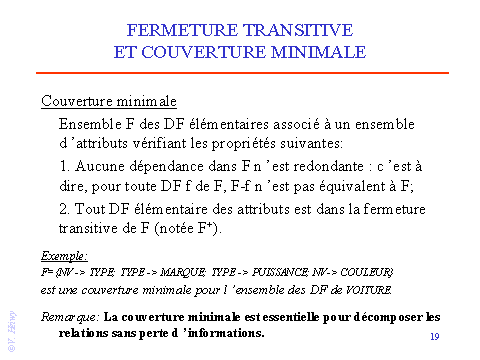 FERMETURE TRANSITIVE
ET COUVERTURE MINIMALE
Couverture minimale
Ensemble F des DF élémentaires associé à un ensemble
d ’attributs vérifiant les propriétés suivantes:
1. Aucune dépendance dans F n ’est redondante : c ’est à
dire, pour toute DF f de F, F-f n ’est pas équivalent à F;
2. Tout DF élémentaire des attributs est dans la fermeture
transitive de F (notée F+).
Exemple:
F={NV -> TYPE; TYPE -> MARQUE; TYPE -> PUISSANCE; NV-> COULEUR}
est une couverture minimale pour l ’ensemble des DF de VOITURE.
Remarque: La couverture minimale est essentielle pour décomposer les
relations sans perte d ’informations.
19